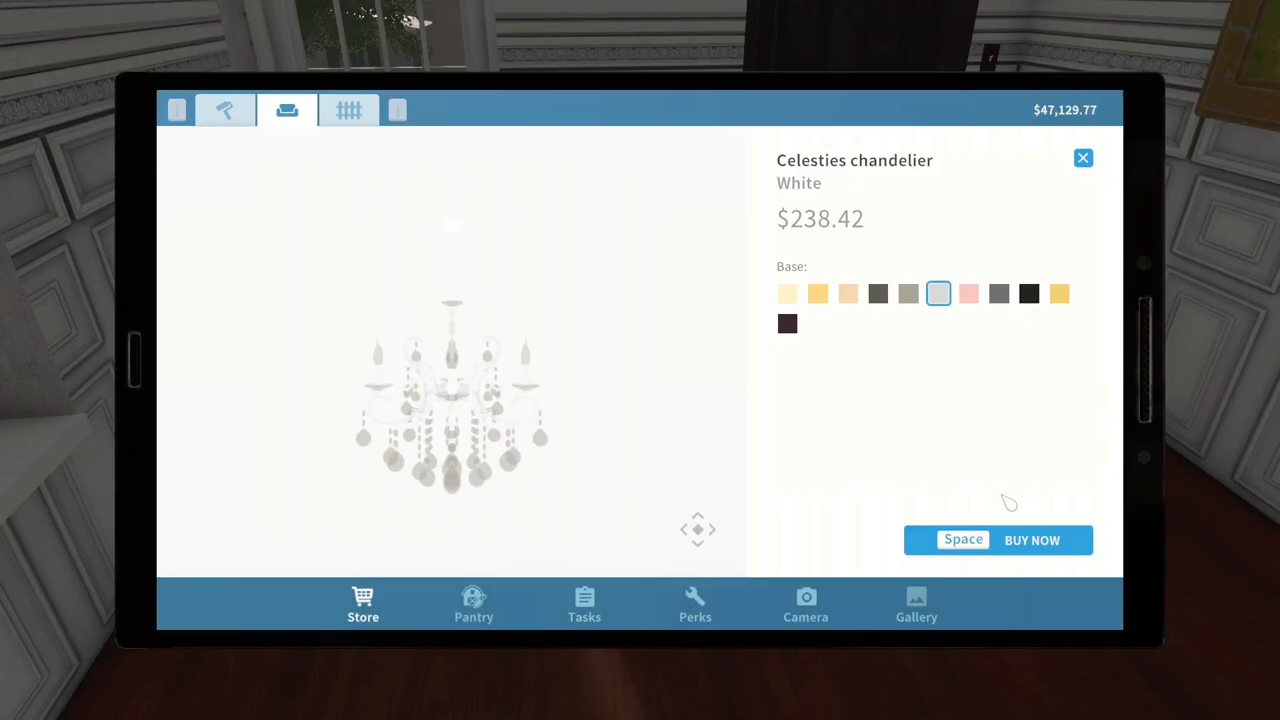 $47,129.77
Celesties chandelier
White
$238.42
Base:
Space BUY NOW
Store Pantry Tasks Perks Camera Gallery